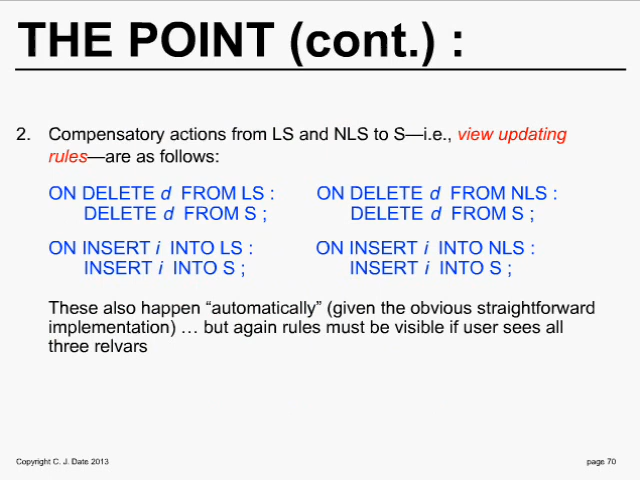 THE POINT (cont.) :
2. Compensatory actions from LS and NLS to S—i.e., view updating
rules—are as follows:
ON DELETE d FROM LS : ON DELETE d FROM NLS :
DELETE d FROM S ; DELETE d FROM S ;
ON INSERT i INTO LS : ON INSERT i INTO NLS :
INSERT i INTO S ; INSERT i INTO S ;
These also happen “automatically” (given the obvious straightforward
implementation) … but again rules must be visible if user sees all
three relvars
Copyright C. J. Date 2013 page 70